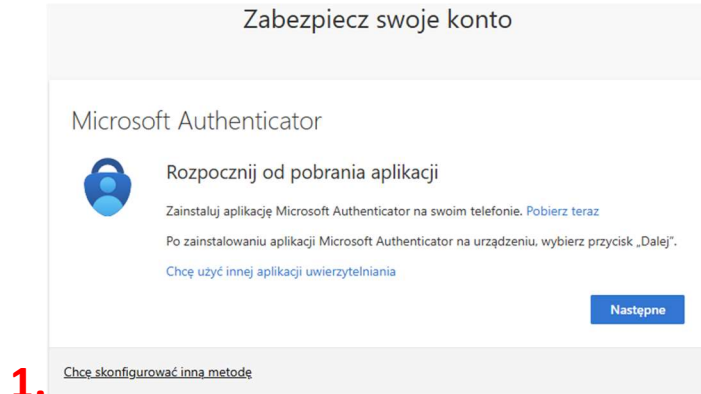 Zabezpiecz swoje konto
Microsoft Authenticator
Rozpocznij od pobrania aplikacji
Zainstaluj aplikację Microsoft Authenticator na swoim telefonie. Pobierz teraz
Po zainstalowaniu aplikacji Microsoft Authenticator na urządzeniu, wybierz przycisk „Dalej”.
Chcę użyć innej aplikacji uwierzytelniania
Następne
1. Chcę skonfigurować inną metodę